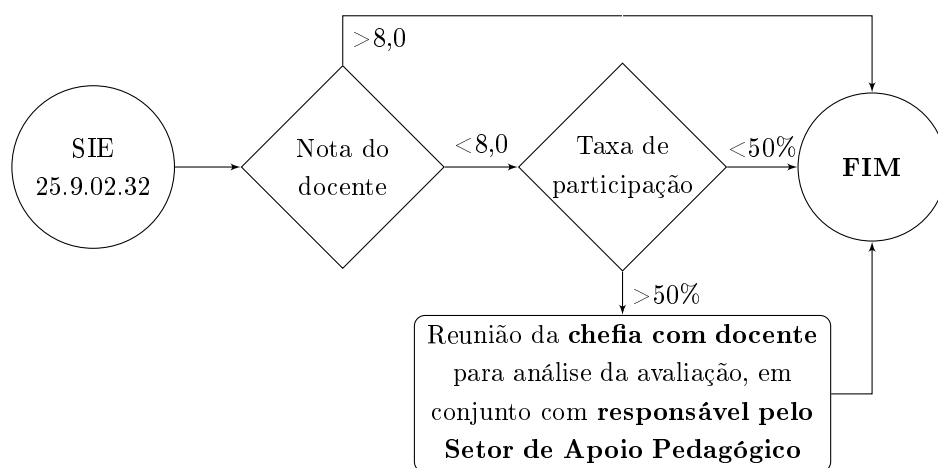 >8,0
SIE
25.9.02.32
Nota do
docente
<8,0
Taxa de
participação
<50%
FIM
>50%
Reunião da chefia com docente
para análise da avaliação, em
conjunto com responsável pelo
Setor de Apoio Pedagógico